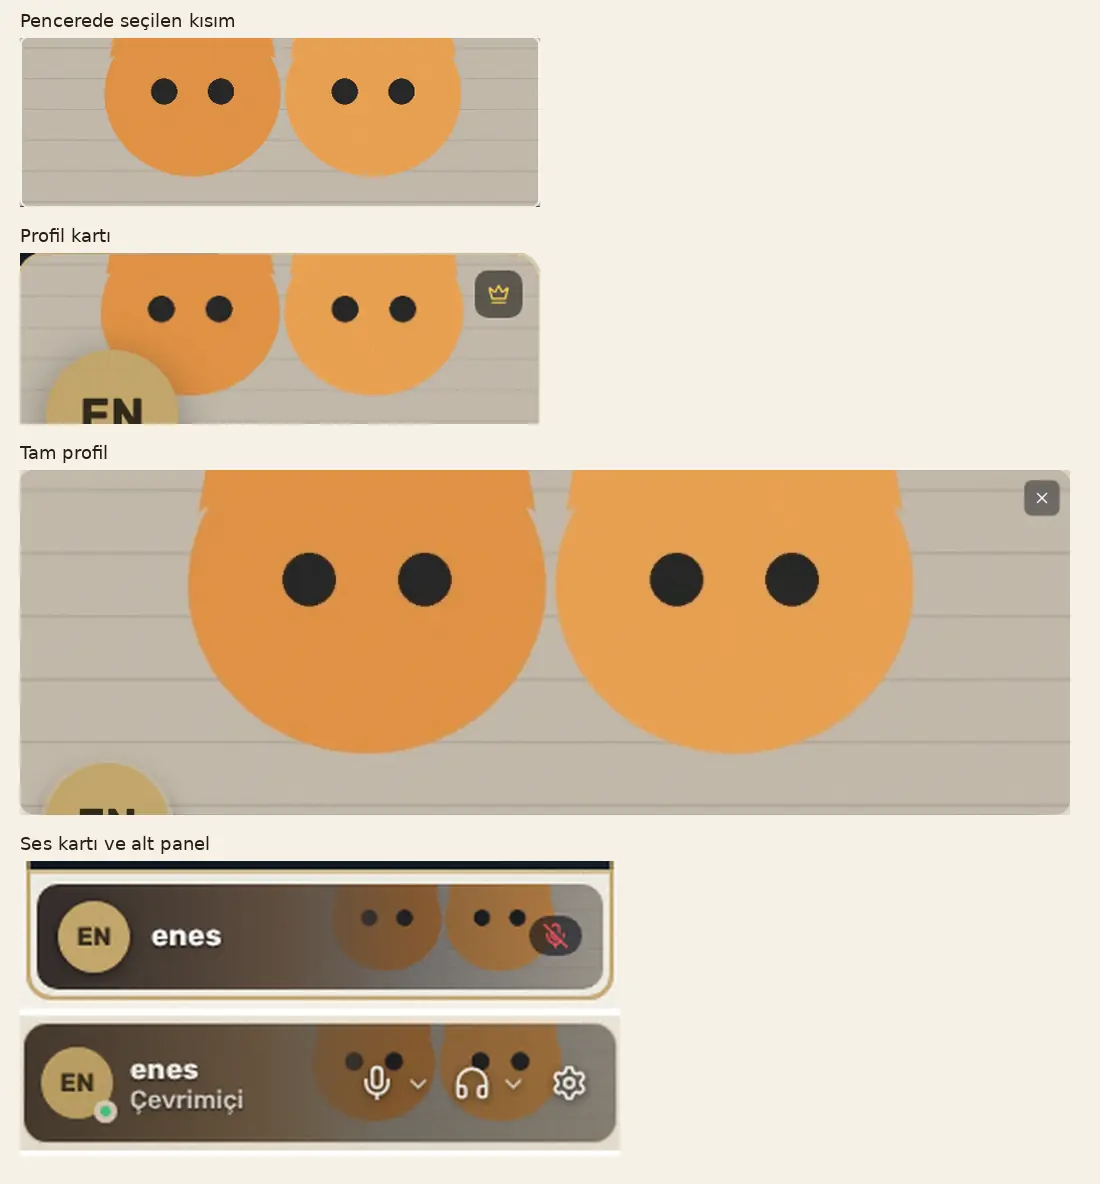 Pencerede seçilen kısım
Profil kartı
EN
Tam profil
EN
Ses kartı ve alt panel
EN enes
EN enes
Çevrimiçi